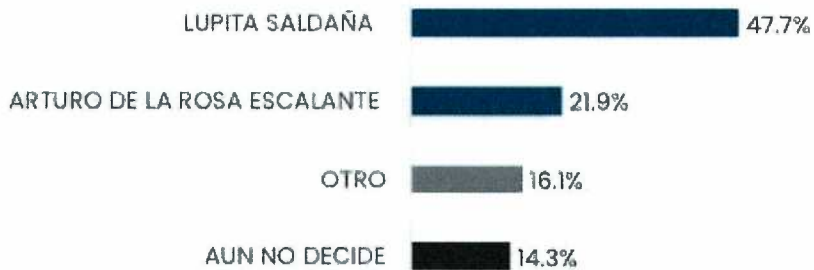 LUPITA SALDAÑA 47.7%
ARTURO DE LA ROSA ESCALANTE 21.9%
OTRO 16.1%
AUN NO DECIDE 14.3%